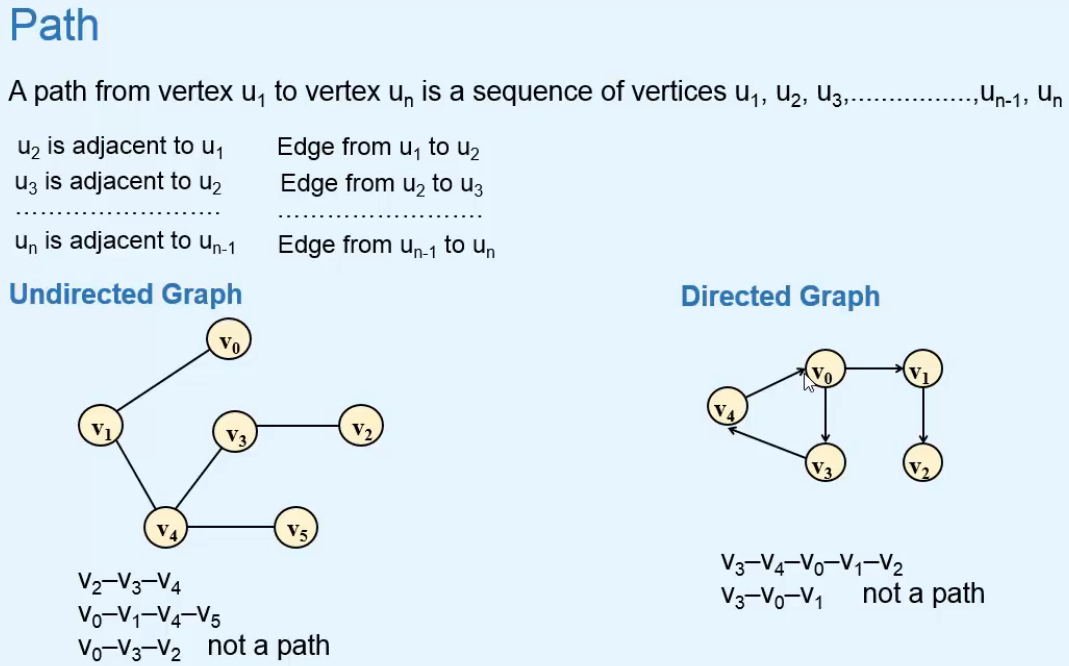 Path
A path from vertex u₁ to vertex uₙ is a sequence of vertices u₁, u₂, u₃,.................,uₙ₋₁, uₙ
u₂ is adjacent to u₁ Edge from u₁ to u₂
u₃ is adjacent to u₂ Edge from u₂ to u₃
.......................... ..........................
uₙ is adjacent to uₙ₋₁ Edge from uₙ₋₁ to uₙ
Undirected Graph
v₀
v₁
v₃
v₂
v₄
v₅
v₂–v₃–v₄
v₀–v₁–v₄–v₅
v₀–v₃–v₂ not a path
Directed Graph
v₀
v₁
v₄
v₃
v₂
v₃–v₄–v₀–v₁–v₂
v₃–v₀–v₁ not a path